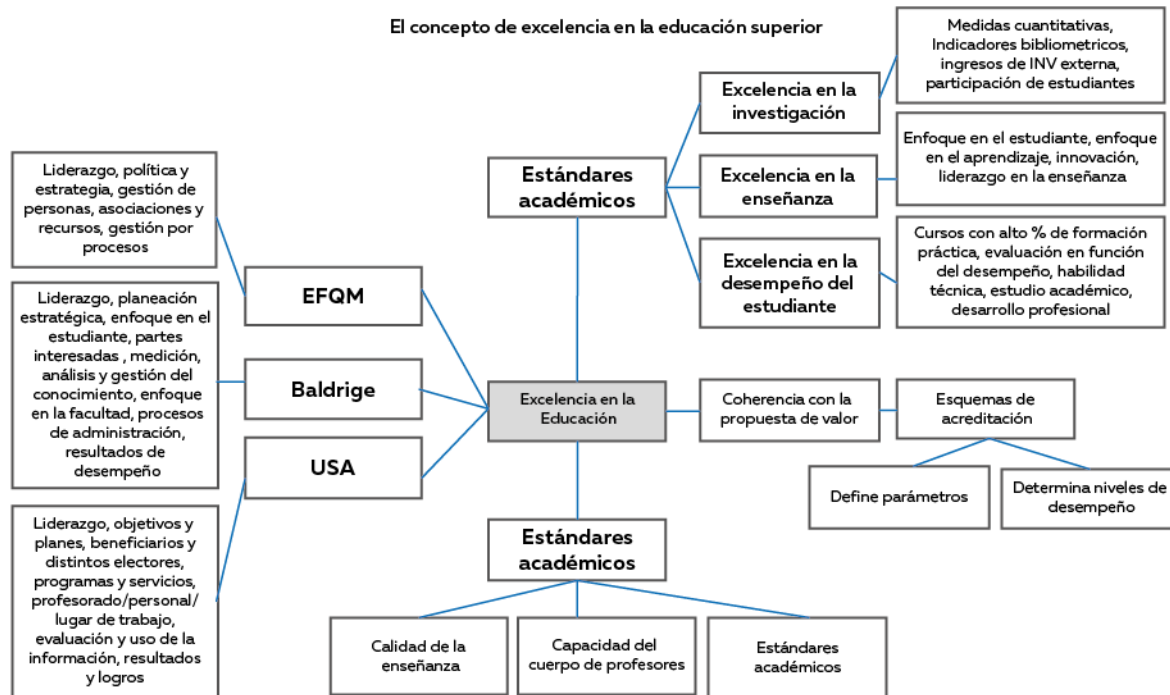 El concepto de excelencia en la educación superior
Medidas cuantitativas,
Indicadores bibliometricos,
ingresos de INV externa,
participación de estudiantes
Excelencia en la
investigación
Enfoque en el estudiante, enfoque
en el aprendizaje, innovación,
liderazgo en la enseñanza
Estándares
académicos
Excelencia en la
enseñanza
Cursos con alto % de formación
práctica, evaluación en función
del desempeño, habilidad
técnica, estudio académico,
desarrollo profesional
Excelencia en la
desempeño del
estudiante
Liderazgo, política y
estrategia, gestión de
personas, asociaciones y
recursos, gestión por
procesos
EFQM
Liderazgo, planeación
estratégica, enfoque en el
estudiante, partes
interesadas , medición,
análisis y gestión del
conocimiento, enfoque
en la facultad, procesos
de administración,
resultados de
desempeño
Baldrige
Excelencia en la
Educación
Coherencia con la
propuesta de valor
Esquemas de
acreditación
USA
Define parámetros
Determina niveles de
desempeño
Liderazgo, objetivos y
planes, beneficiarios y
distintos electores,
programas y servicios,
profesorado/personal/
lugar de trabajo,
evaluación y uso de la
información, resultados
y logros
Estándares
académicos
Calidad de la
enseñanza
Capacidad del
cuerpo de profesores
Estándares
académicos